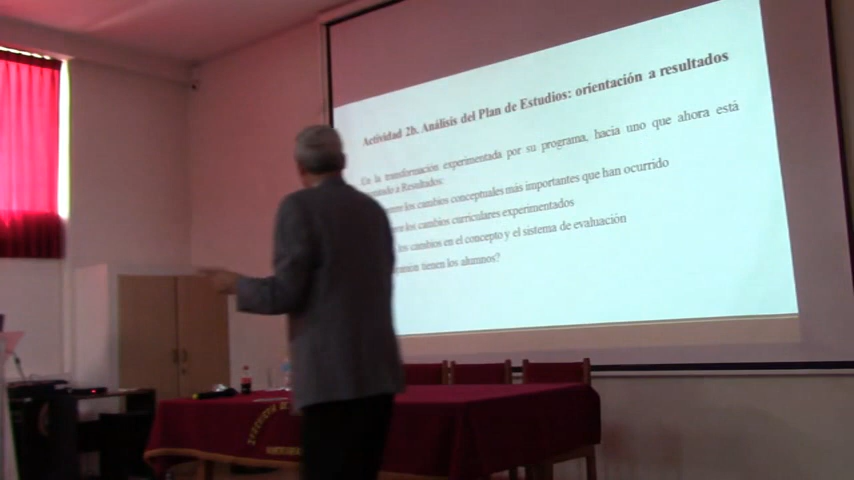 Actividad 2b. Análisis del Plan de Estudios: orientación a resultados
En la transformación experimentada por su programa, hacia uno que ahora está
a Resultados:
los cambios conceptuales más importantes que han ocurrido
los cambios curriculares experimentados
los cambios en el concepto y el sistema de evaluación
tienen los alumnos?